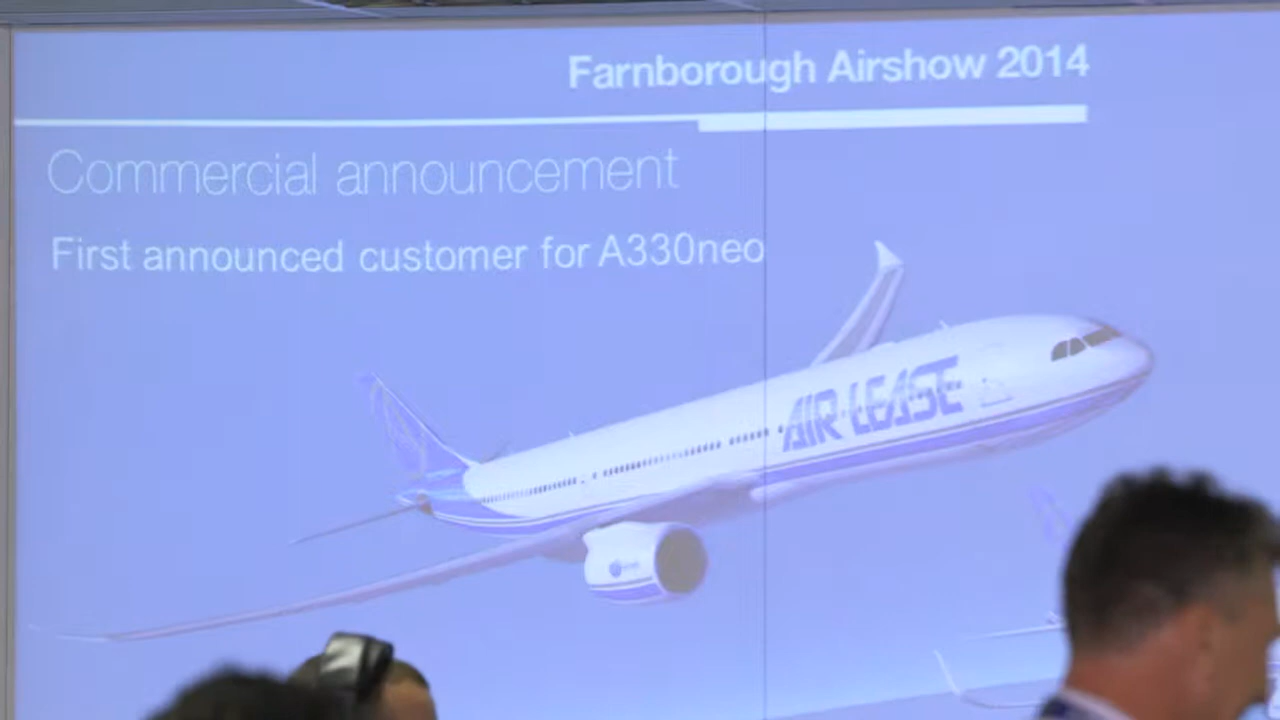 Farnborough Airshow 2014
Commercial announcement
First announced customer for A330neo
AIR LEASE